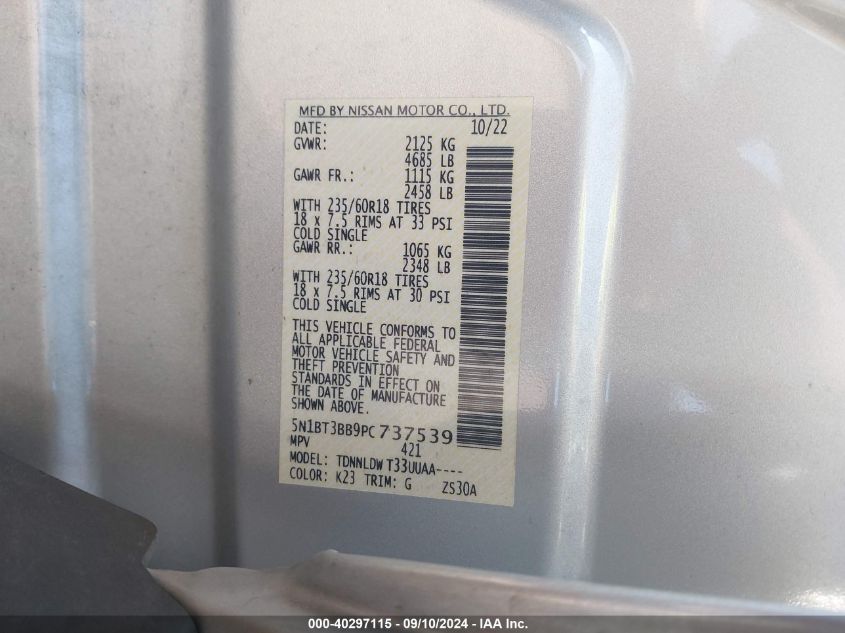 MFD BY NISSAN MOTOR CO., LTD.
DATE: 10/22
GVWR: 2125 KG
4685 LB
GAWR FR.: 1115 KG
2458 LB
WITH 235/60R18 TIRES
18 x 7.5 RIMS AT 33 PSI
COLD SINGLE
GAWR RR.: 1065 KG
2348 LB
WITH 235/60R18 TIRES
18 x 7.5 RIMS AT 30 PSI
COLD SINGLE
THIS VEHICLE CONFORMS TO
ALL APPLICABLE FEDERAL
MOTOR VEHICLE SAFETY AND
THEFT PREVENTION
STANDARDS IN EFFECT ON
THE DATE OF MANUFACTURE
SHOWN ABOVE.
5N1BT3BB9PC737539
MPV 421
MODEL: TDNNLDW T33UUAA----
COLOR: K23 TRIM: G ZS30A
000-40297115 - 09/10/2024 - IAA Inc.